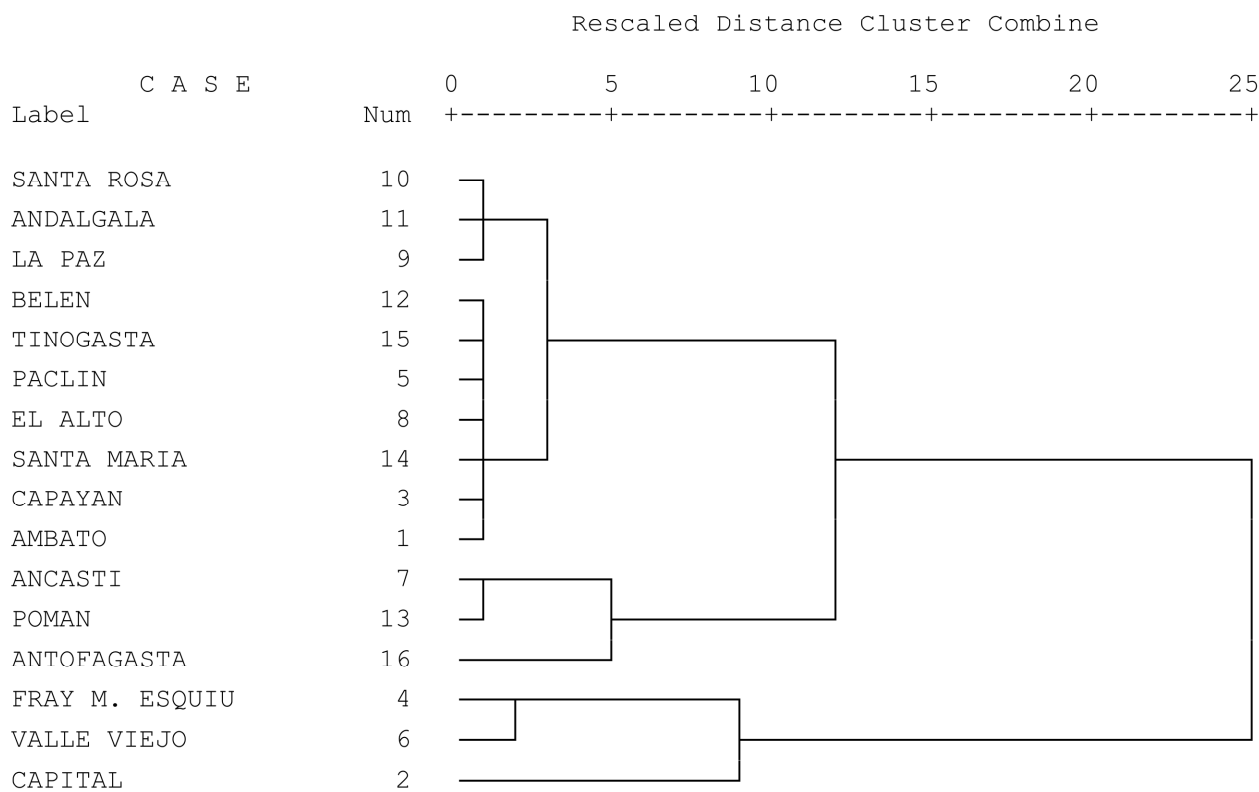 Rescaled Distance Cluster Combine
C A S E 0 5 10 15 20 25
Label Num +---------+---------+---------+---------+---------+
SANTA ROSA 10
ANDALGALA 11
LA PAZ 9
BELEN 12
TINOGASTA 15
PACLIN 5
EL ALTO 8
SANTA MARIA 14
CAPAYAN 3
AMBATO 1
ANCASTI 7
POMAN 13
ANTOFAGASTA 16
FRAY M. ESQUIU 4
VALLE VIEJO 6
CAPITAL 2